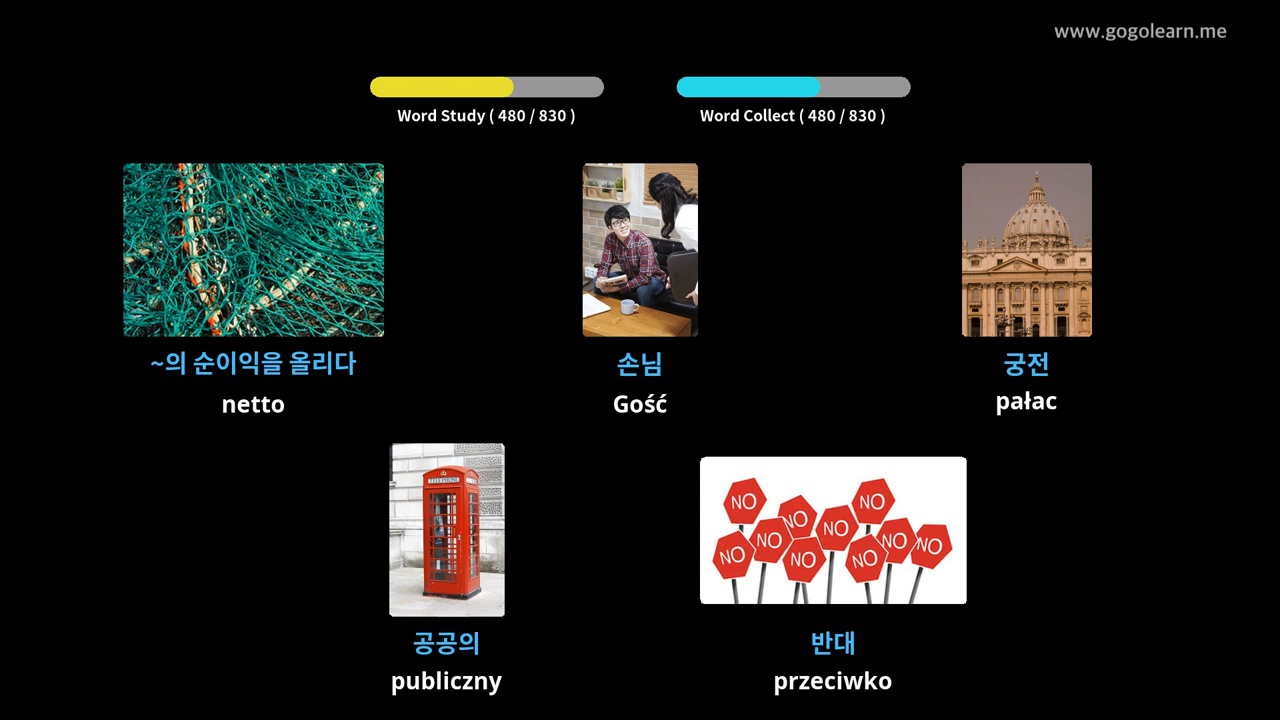 www.gogolearn.me
Word Study ( 480 / 830 )
Word Collect ( 480 / 830 )
~의 순이익을 올리다
netto
손님
Gość
궁전
pałac
TELEPHONE
공공의
publiczny
NO
NO
NO
NO
NO
NO
NO
NO
NO
NO
반대
przeciwko